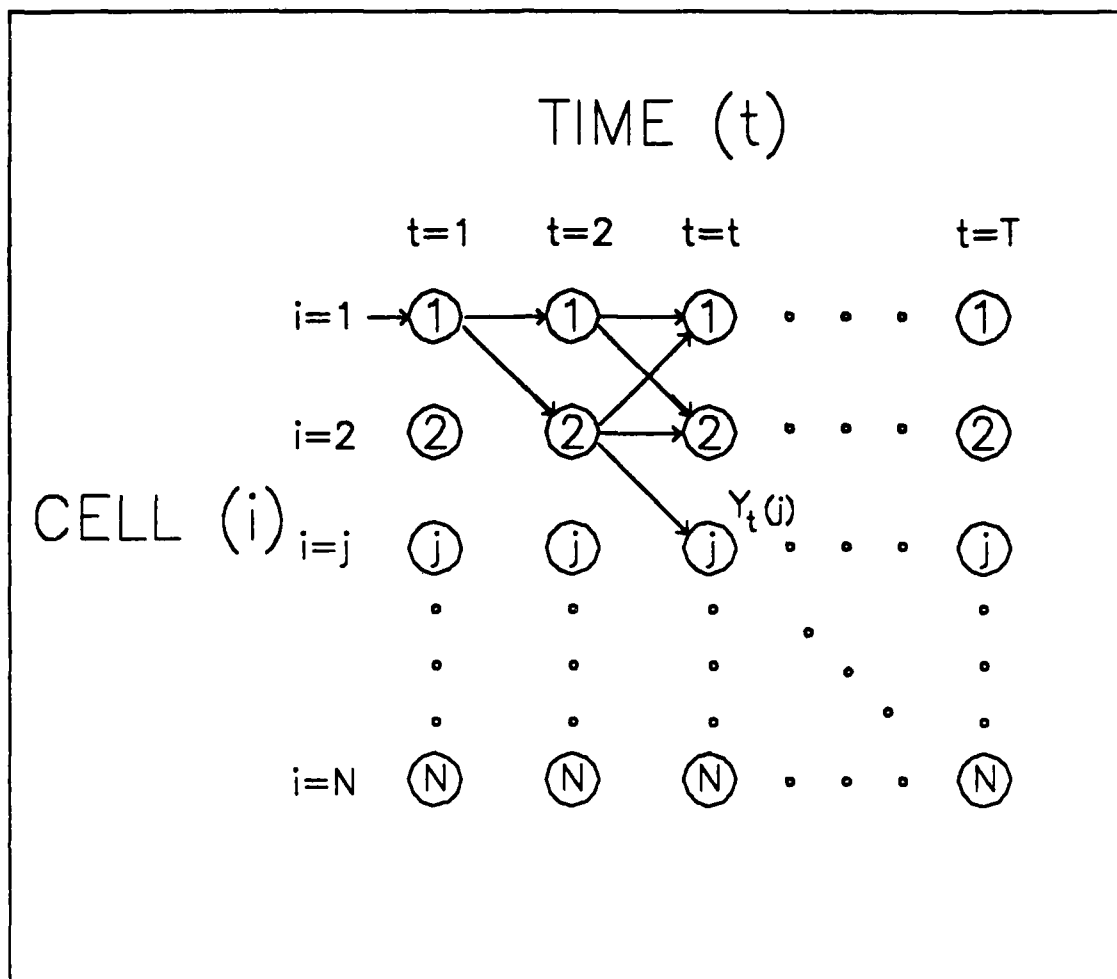 TIME (t)
t=1 t=2 t=t t=T
i=1 1 1 1 1
i=2 2 2 2 2
Y_t(j)
CELL (i) i=j j j j j
i=N N N N N